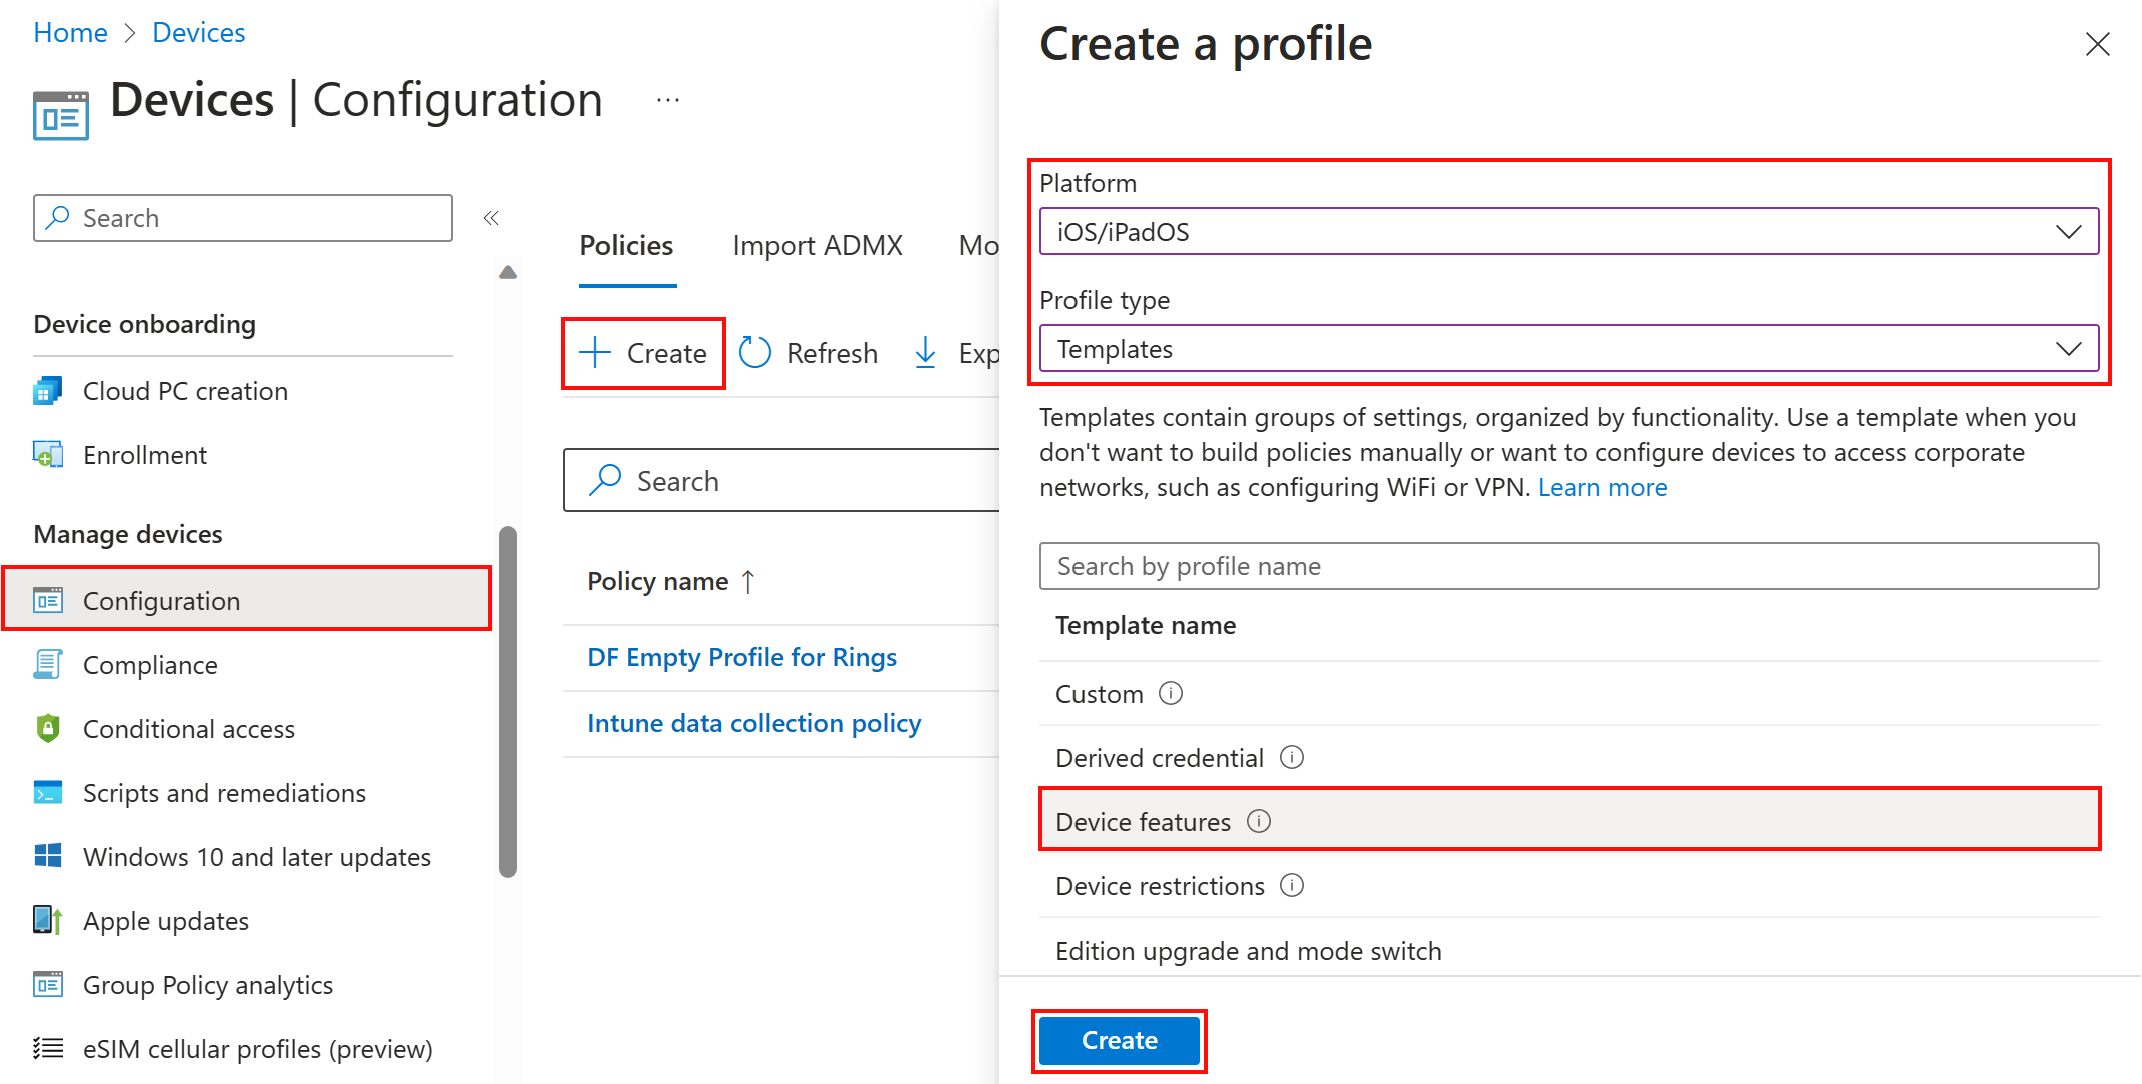 Home > Devices
Devices | Configuration ...
Search «
Device onboarding
Cloud PC creation
Enrollment
Manage devices
Configuration
Compliance
Conditional access
Scripts and remediations
Windows 10 and later updates
Apple updates
Group Policy analytics
eSIM cellular profiles (preview)
Policies Import ADMX Mo
Create Refresh Exp
Search
Policy name ↑
DF Empty Profile for Rings
Intune data collection policy
Create a profile
Platform
iOS/iPadOS
Profile type
Templates
Templates contain groups of settings, organized by functionality. Use a template when you
don't want to build policies manually or want to configure devices to access corporate
networks, such as configuring WiFi or VPN. Learn more
Search by profile name
Template name
Custom
Derived credential
Device features
Device restrictions
Edition upgrade and mode switch
Create